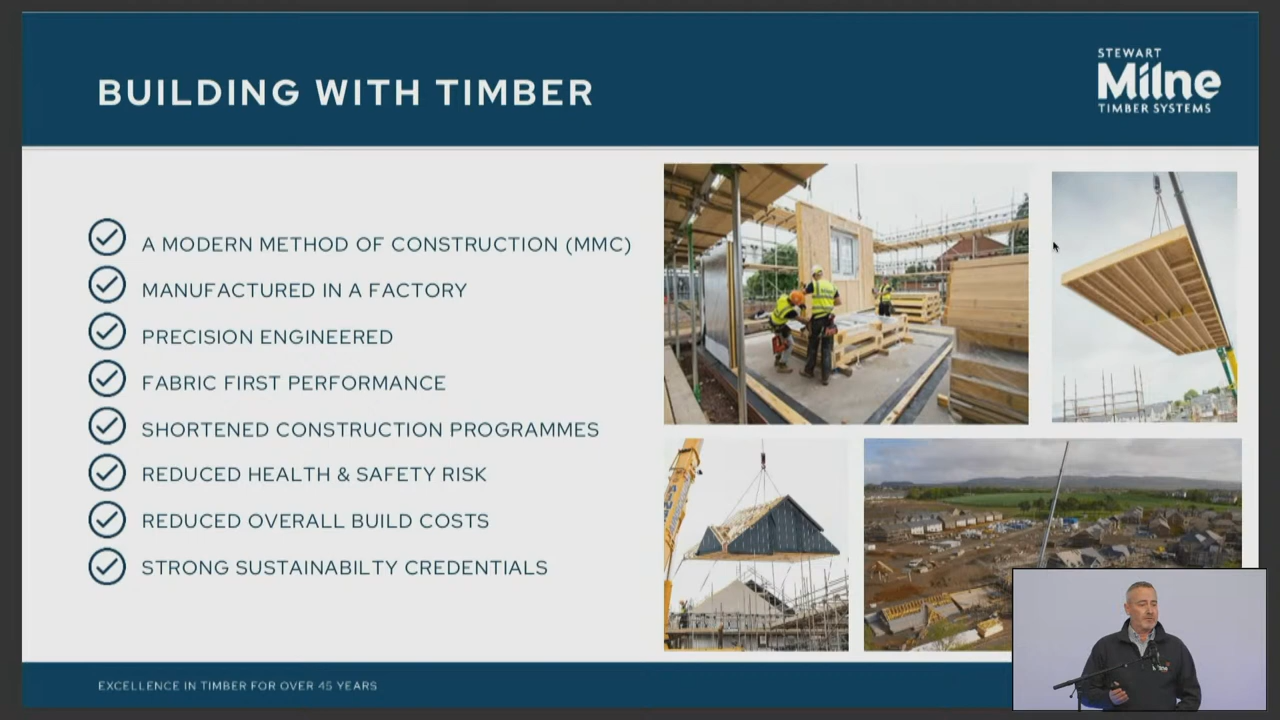 BUILDING WITH TIMBER
STEWART
Milne
TIMBER SYSTEMS
A MODERN METHOD OF CONSTRUCTION (MMC)
MANUFACTURED IN A FACTORY
PRECISION ENGINEERED
FABRIC FIRST PERFORMANCE
SHORTENED CONSTRUCTION PROGRAMMES
REDUCED HEALTH & SAFETY RISK
REDUCED OVERALL BUILD COSTS
STRONG SUSTAINABILTY CREDENTIALS
EXCELLENCE IN TIMBER FOR OVER 45 YEARS
Milne